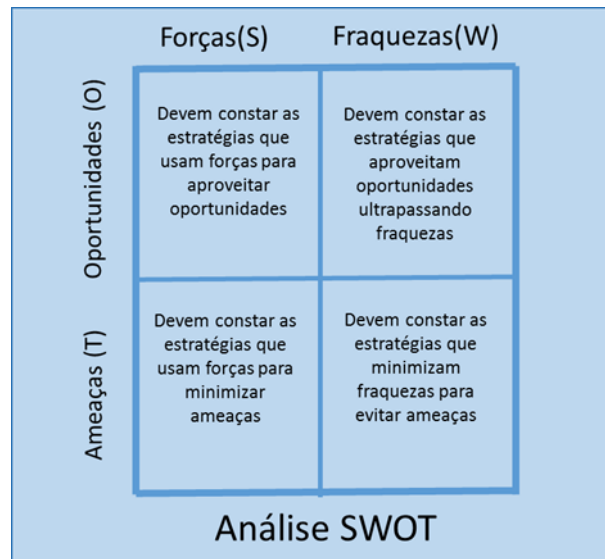 Forças(S)
Fraquezas(W)
Oportunidades (O)
Devem constar as
estratégias que
usam forças para
aproveitar
oportunidades
Devem constar as
estratégias que
aproveitam
oportunidades
ultrapassando
fraquezas
Ameaças (T)
Devem constar as
estratégias que
usam forças para
minimizar
ameaças
Devem constar as
estratégias que
minimizam
fraquezas para
evitar ameaças
Análise SWOT